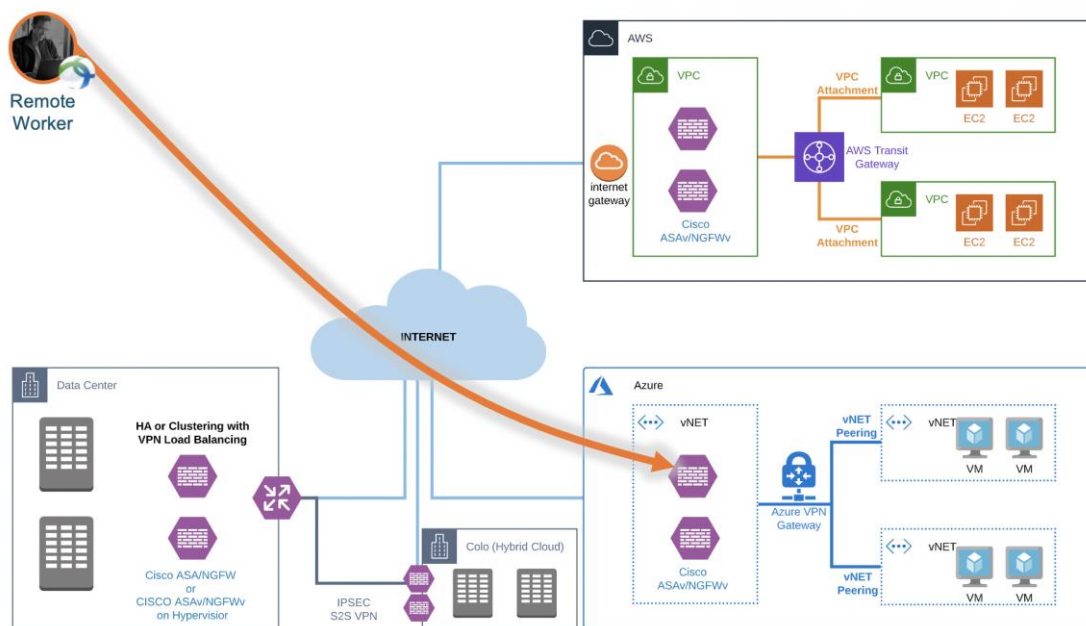 Remote
Worker
AWS
VPC
Cisco
ASAv/NGFWv
internet
gateway
AWS Transit
Gateway
VPC
Attachment
VPC
EC2
EC2
VPC
Attachment
VPC
EC2
EC2
INTERNET
Data Center
HA or Clustering with
VPN Load Balancing
Cisco ASA/NGFW
or
CISCO ASAv/NGFWv
on Hypervisior
IPSEC
S2S VPN
Colo (Hybrid Cloud)
Azure
vNET
Cisco
ASAv/NGFWv
Azure VPN
Gateway
vNET
Peering
vNET
VM
VM
vNET
Peering
vNET
VM
VM